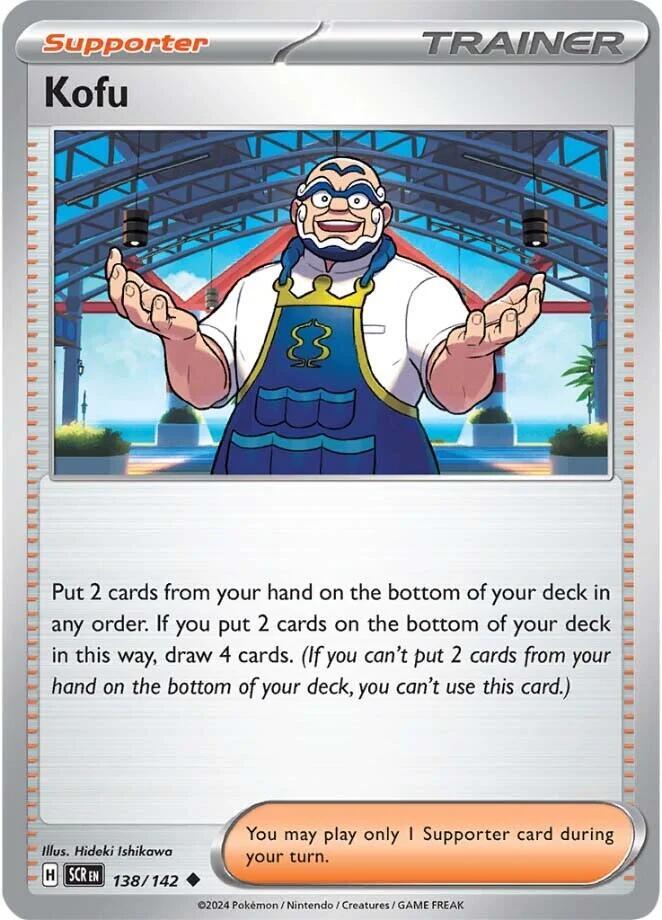 Supporter
TRAINER
Kofu
Put 2 cards from your hand on the bottom of your deck in
any order. If you put 2 cards on the bottom of your deck
in this way, draw 4 cards. (If you can't put 2 cards from your
hand on the bottom of your deck, you can't use this card.)
You may play only 1 Supporter card during
your turn.
Illus. Hideki Ishikawa
H SCR EN 138/142 ◆
©2024 Pokémon / Nintendo / Creatures / GAME FREAK